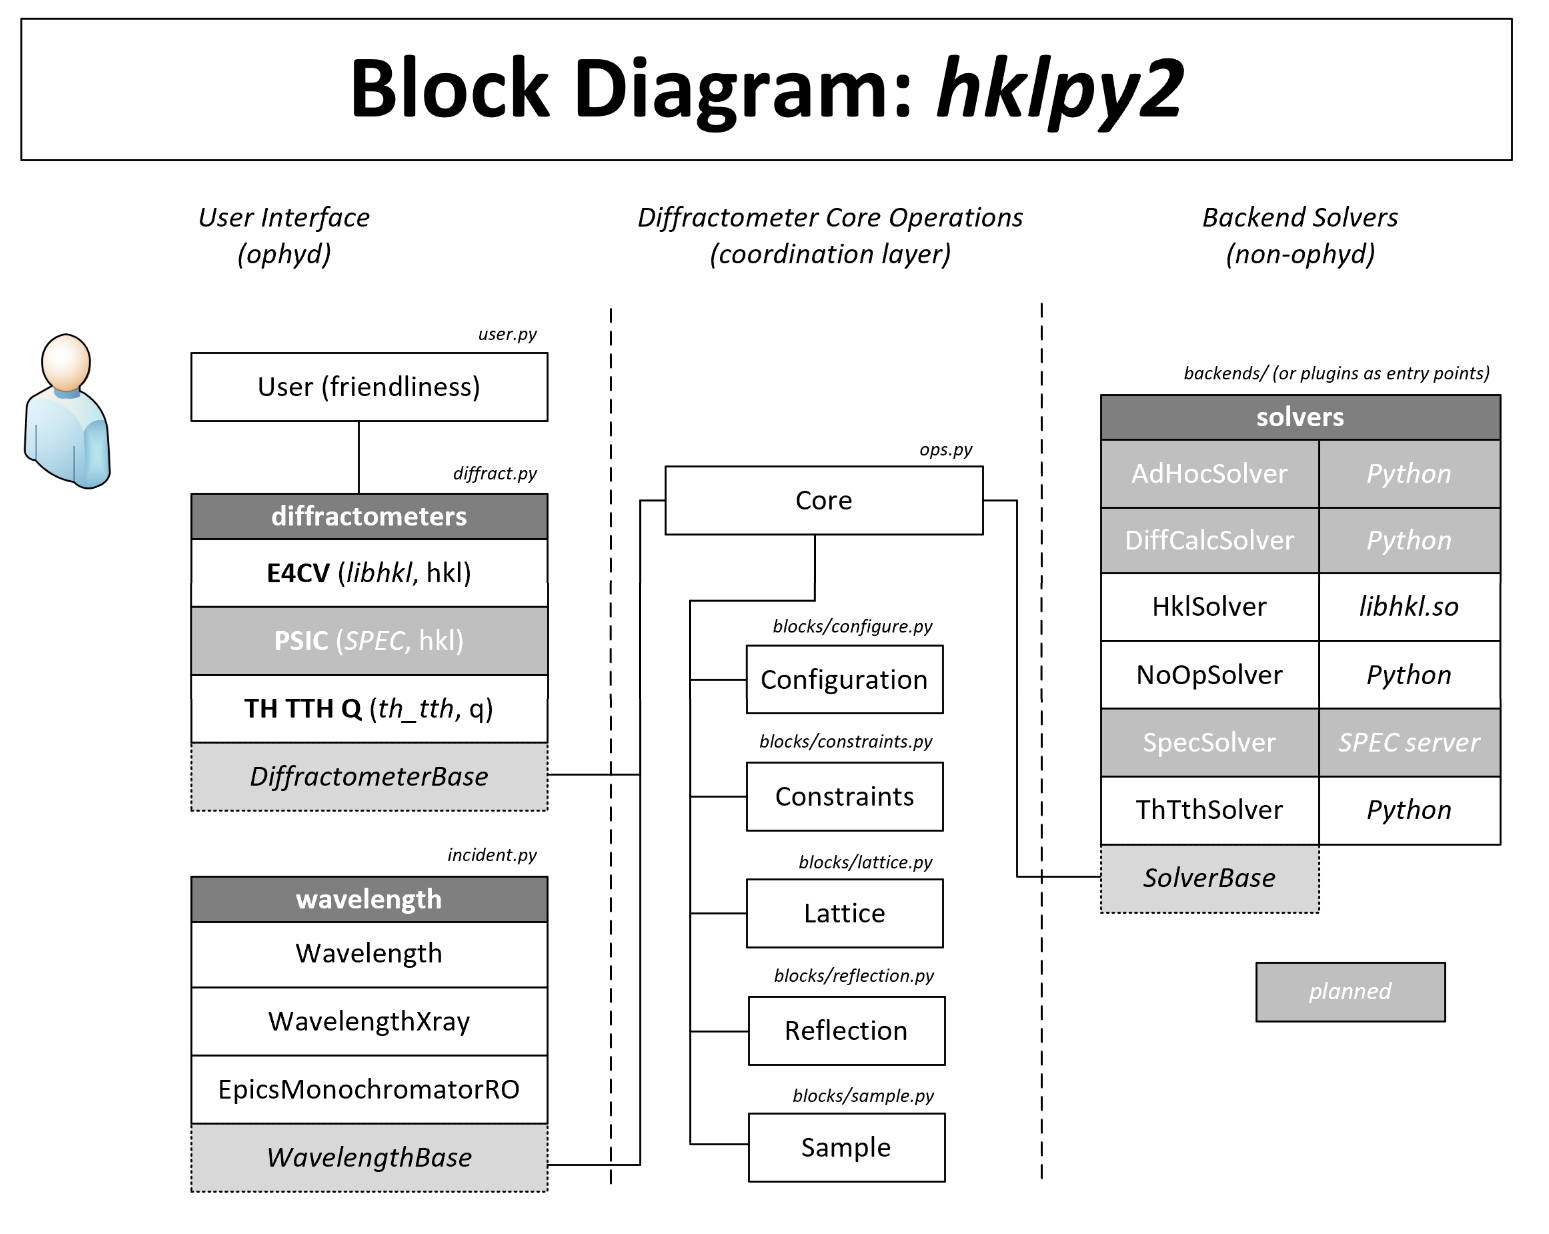 Block Diagram: hklpy2
User Interface
(ophyd)
Diffractometer Core Operations
(coordination layer)
Backend Solvers
(non-ophyd)
user.py
User (friendliness)
diffract.py
diffractometers
E4CV (libhkl, hkl)
PSIC (SPEC, hkl)
TH TTH Q (th_tth, q)
DiffractometerBase
incident.py
wavelength
Wavelength
WavelengthXray
EpicsMonochromatorRO
WavelengthBase
ops.py
Core
blocks/configure.py
Configuration
blocks/constraints.py
Constraints
blocks/lattice.py
Lattice
blocks/reflection.py
Reflection
blocks/sample.py
Sample
backends/ (or plugins as entry points)
solvers
AdHocSolver Python
DiffCalcSolver Python
HklSolver libhkl.so
NoOpSolver Python
SpecSolver SPEC server
ThTthSolver Python
SolverBase
planned